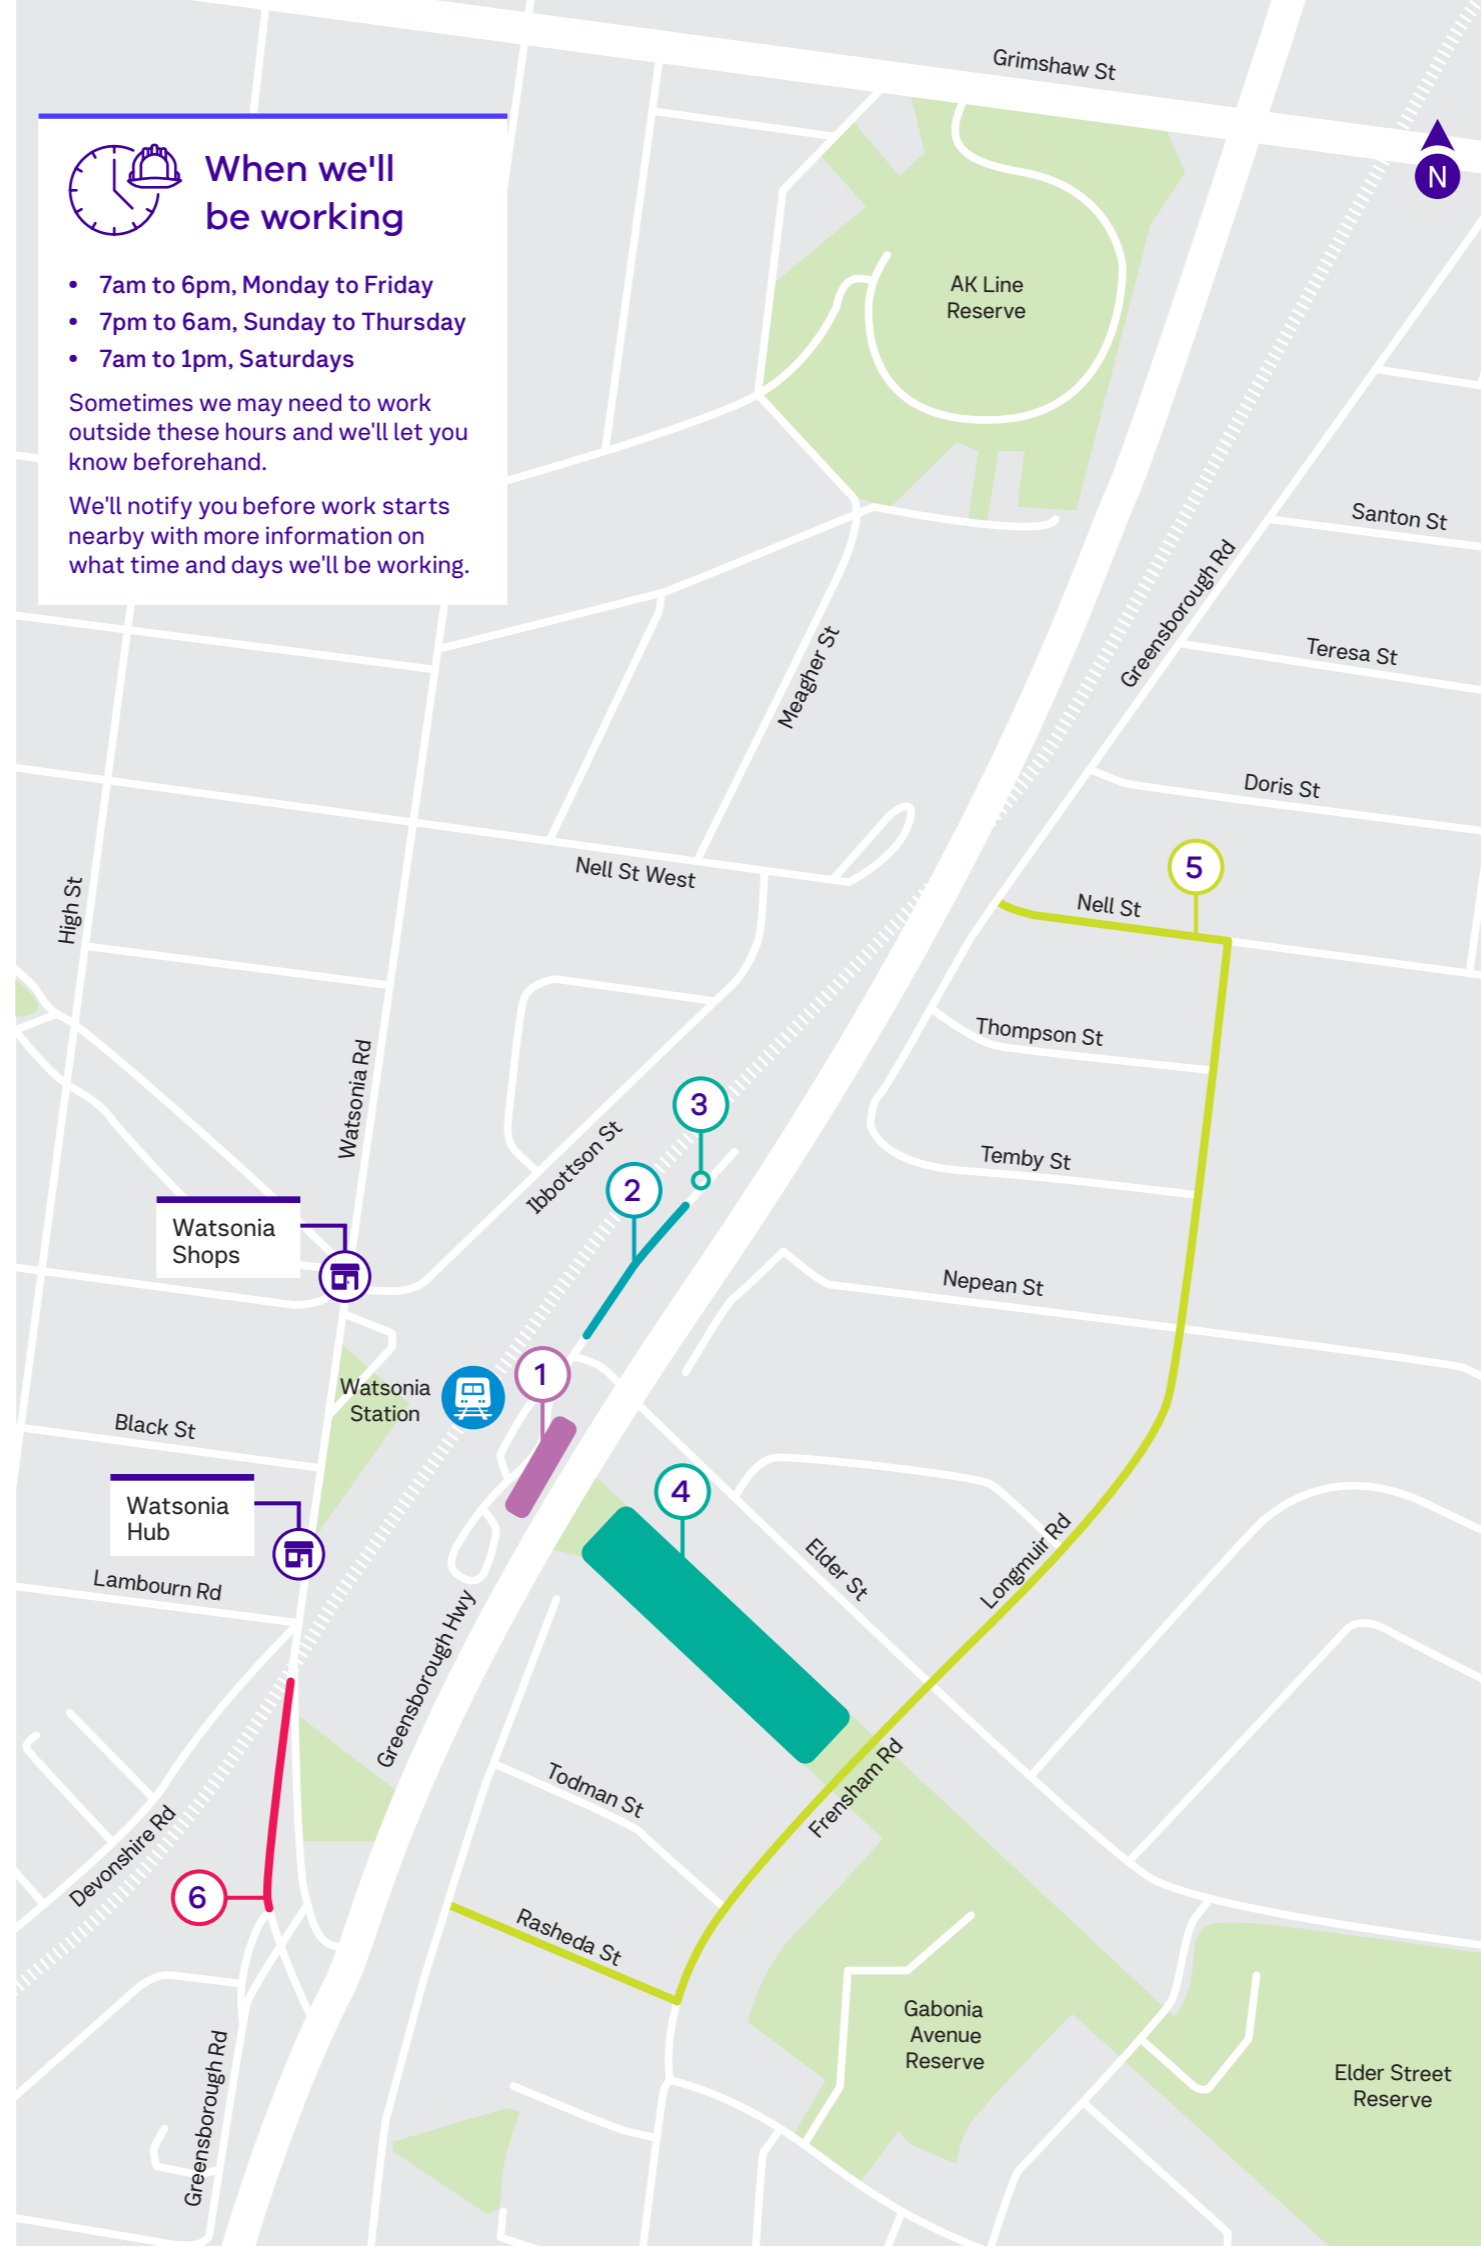 Grimshaw St
N
When we'll
be working
• 7am to 6pm, Monday to Friday
• 7pm to 6am, Sunday to Thursday
• 7am to 1pm, Saturdays
Sometimes we may need to work
outside these hours and we'll let you
know beforehand.
We'll notify you before work starts
nearby with more information on
what time and days we'll be working.
AK Line
Reserve
Santon St
Greensborough Rd
Teresa St
Meagher St
Doris St
Nell St West
5
Nell St
High St
Thompson St
Watsonia Rd
3
Ibbottson St
Temby St
2
Watsonia
Shops
Nepean St
1
Watsonia
Station
Black St
4
Watsonia
Hub
Elder St
Longmuir Rd
Lambourn Rd
Greensborough Hwy
Todman St
Frensham Rd
Devonshire Rd
6
Rasheda St
Gabonia
Avenue
Reserve
Greensborough Rd
Elder Street
Reserve